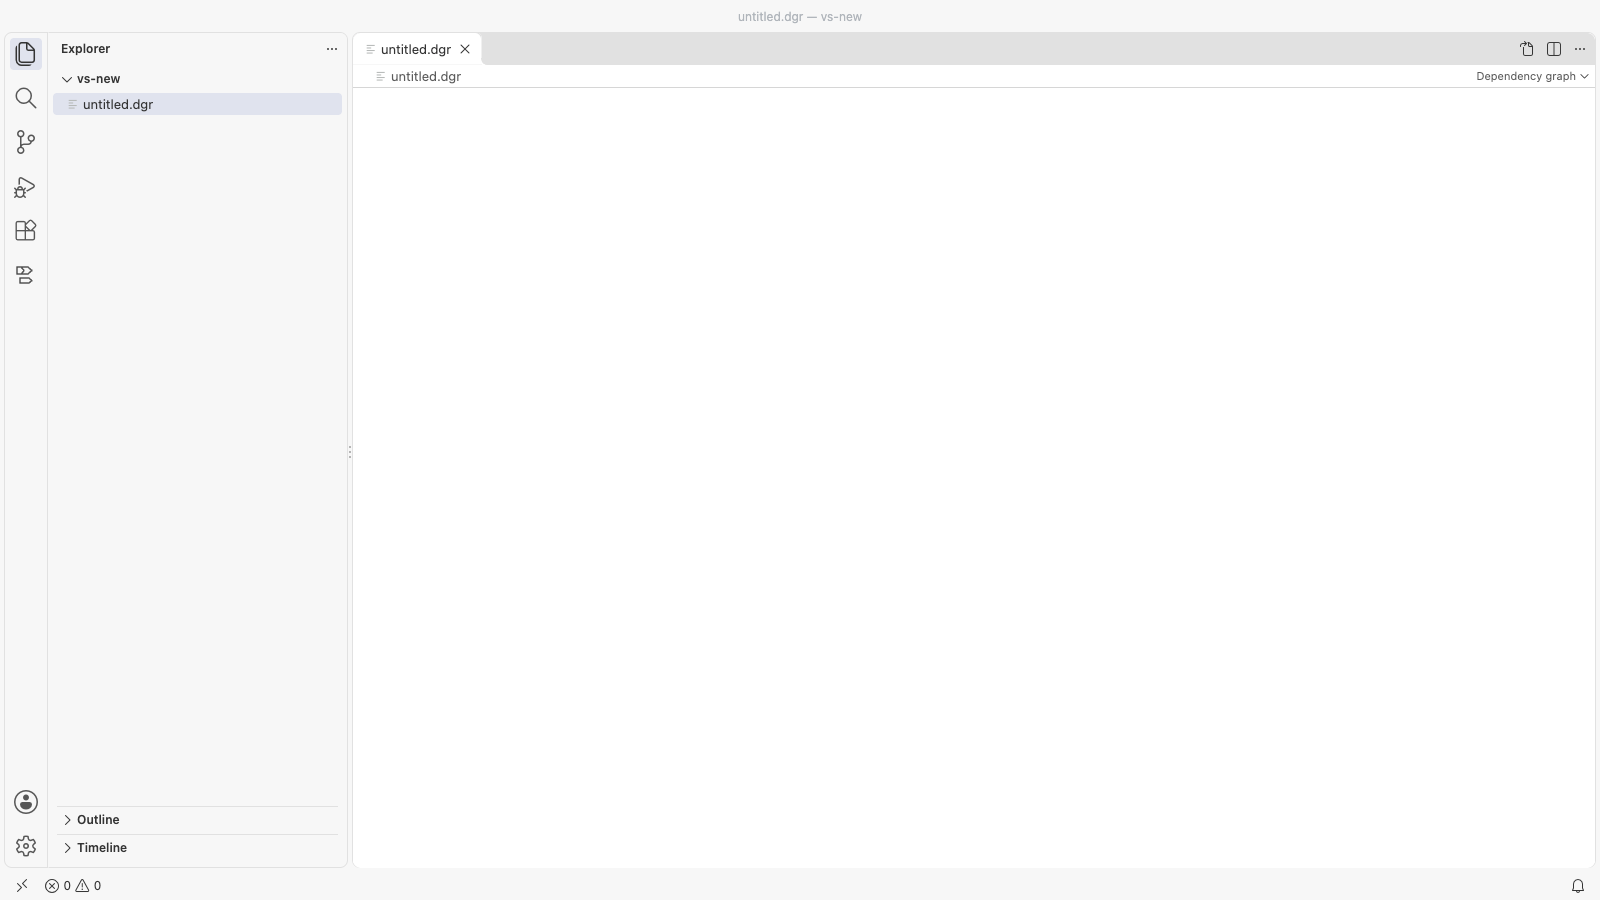 untitled.dgr — vs-new
Explorer
untitled.dgr
vs-new
untitled.dgr
Dependency graph
untitled.dgr
Outline
Timeline
0 0